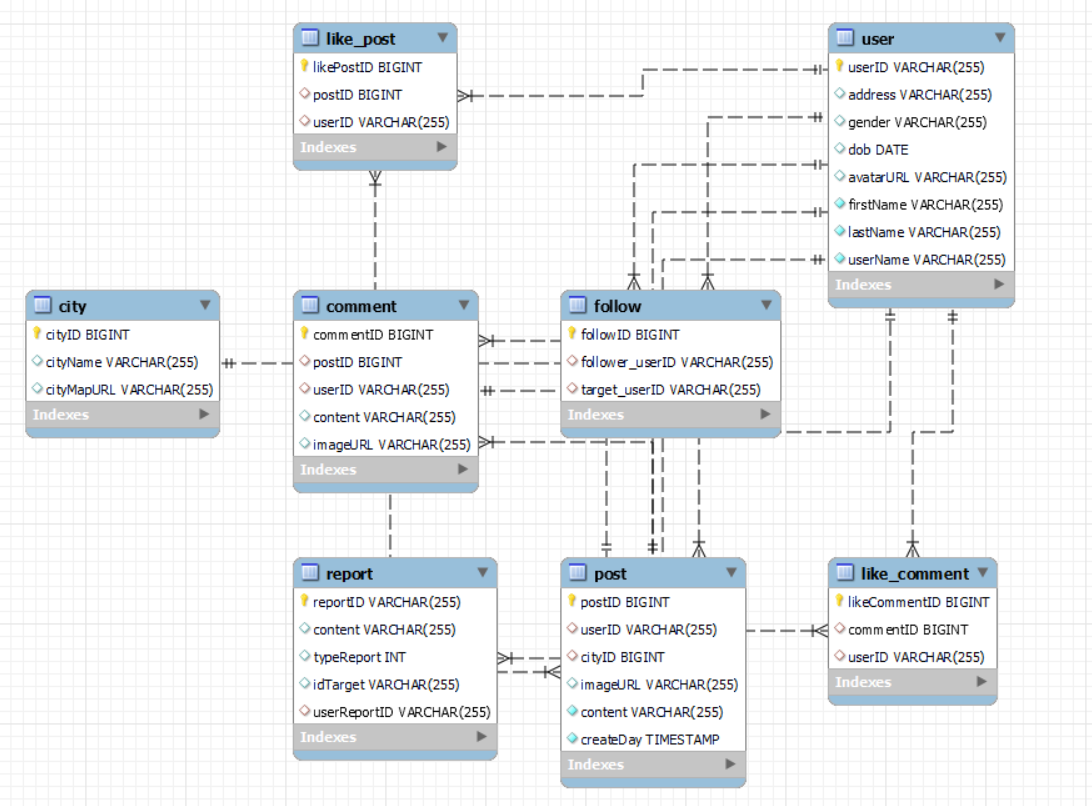 like_post
likePostID BIGINT
postID BIGINT
userID VARCHAR(255)
Indexes
user
userID VARCHAR(255)
address VARCHAR(255)
gender VARCHAR(255)
dob DATE
avatarURL VARCHAR(255)
firstName VARCHAR(255)
lastName VARCHAR(255)
userName VARCHAR(255)
Indexes
city
cityID BIGINT
cityName VARCHAR(255)
cityMapURL VARCHAR(255)
Indexes
comment
commentID BIGINT
postID BIGINT
userID VARCHAR(255)
content VARCHAR(255)
imageURL VARCHAR(255)
Indexes
follow
followID BIGINT
follower_userID VARCHAR(255)
target_userID VARCHAR(255)
Indexes
report
reportID VARCHAR(255)
content VARCHAR(255)
typeReport INT
idTarget VARCHAR(255)
userReportID VARCHAR(255)
Indexes
post
postID BIGINT
userID VARCHAR(255)
cityID BIGINT
imageURL VARCHAR(255)
content VARCHAR(255)
createDay TIMESTAMP
Indexes
like_comment
likeCommentID BIGINT
commentID BIGINT
userID VARCHAR(255)
Indexes